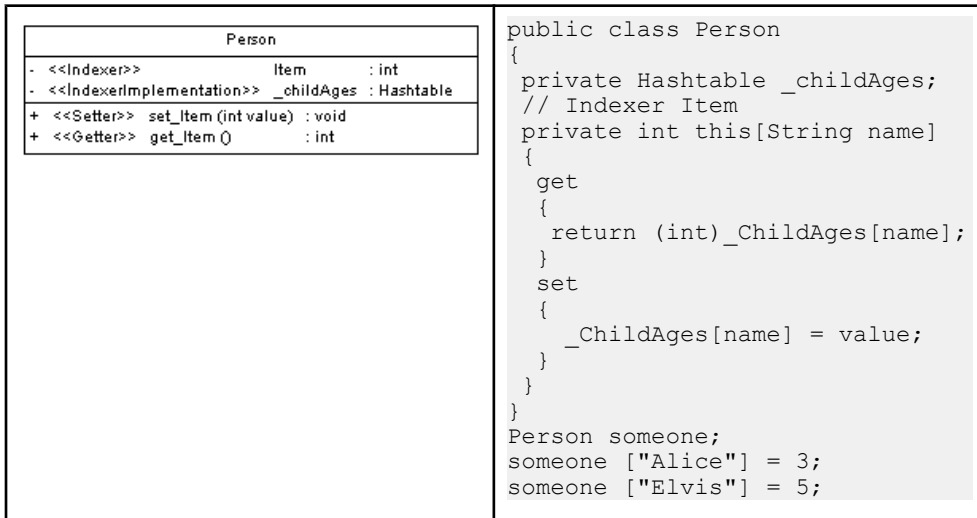 Person
- <<Indexer>> Item : int
- <<IndexerImplementation>> _childAges : Hashtable
+ <<Setter>> set_Item (int value) : void
+ <<Getter>> get_Item () : int
public class Person
{
 private Hashtable _childAges;
 // Indexer Item
 private int this[String name]
 {
  get
  {
   return (int)_ChildAges[name];
  }
  set
  {
    _ChildAges[name] = value;
  }
 }
}
Person someone;
someone ["Alice"] = 3;
someone ["Elvis"] = 5;